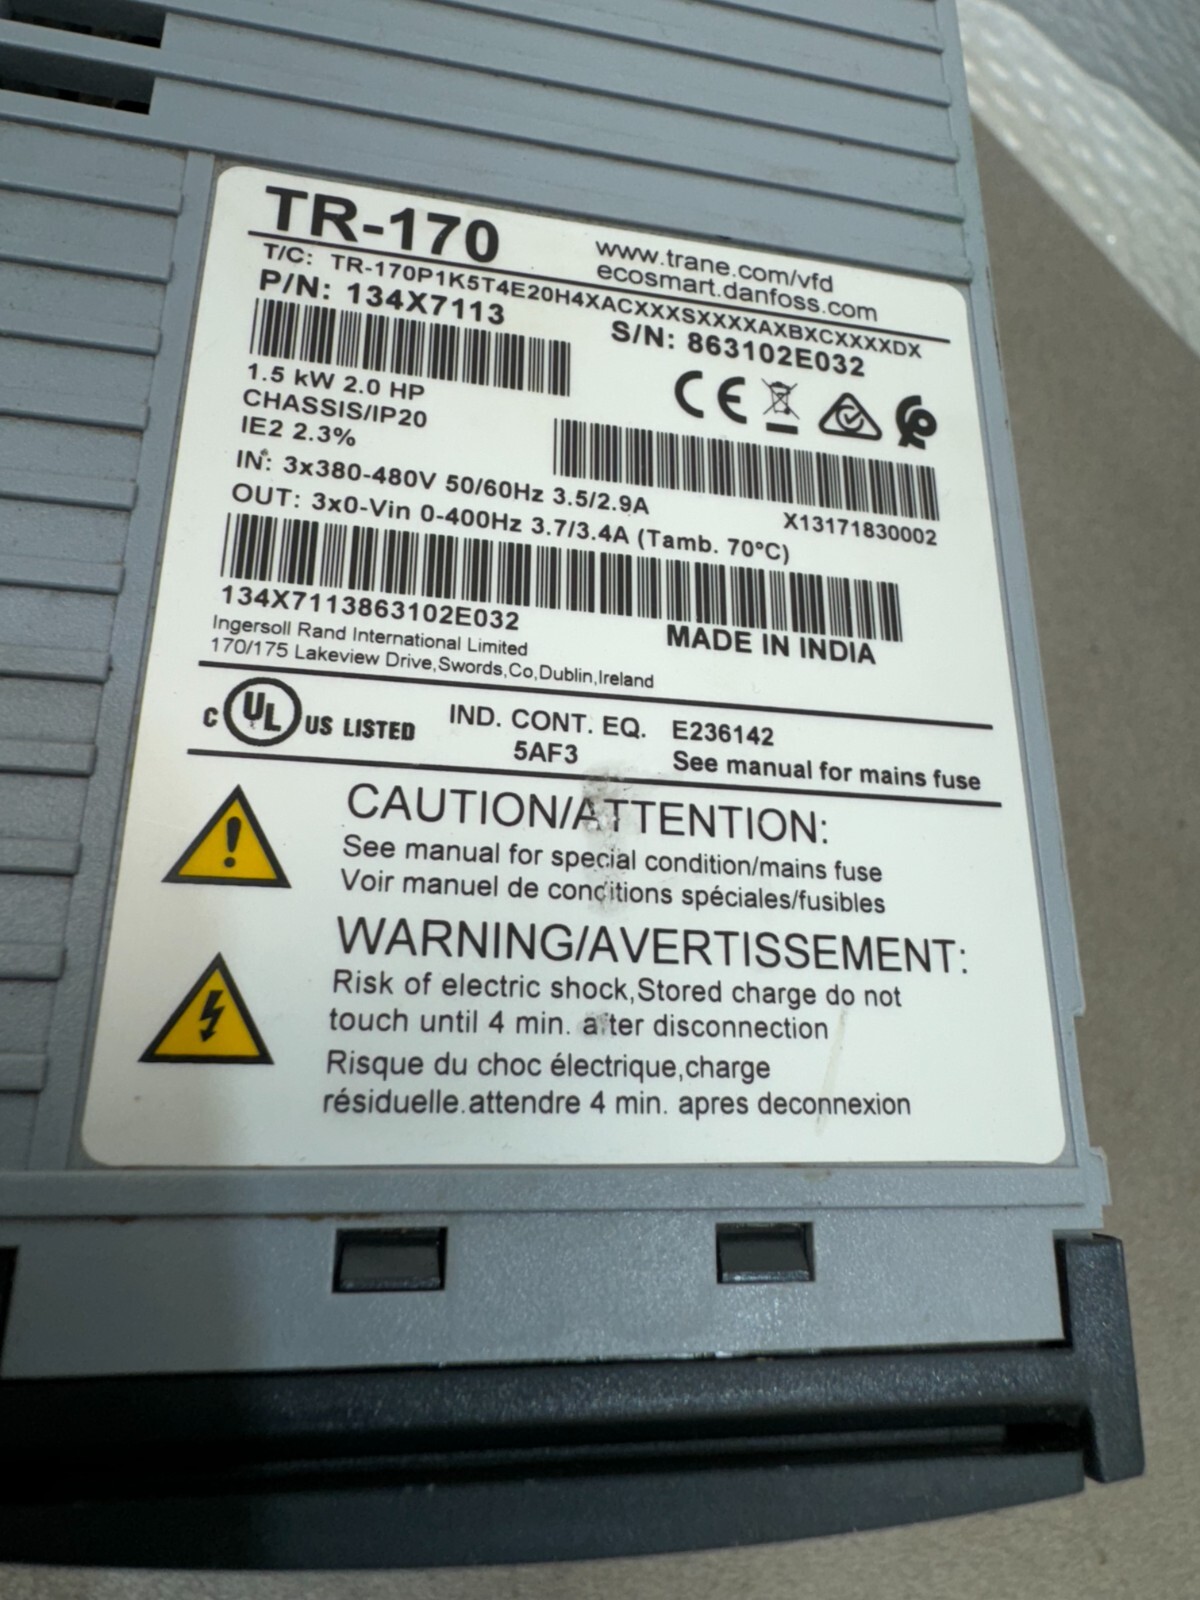 TR-170
www.trane.com/vfd
ecosmart.danfoss.com
T/C: TR-170P1K5T4E20H4XACXXXSXXXXAXBXCXXXXDX
P/N: 134X7113
S/N: 863102E032
1.5 kW 2.0 HP
CHASSIS/IP20
IE2 2.3%
IN: 3x380-480V 50/60Hz 3.5/2.9A
X13171830002
OUT: 3x0-Vin 0-400Hz 3.7/3.4A (Tamb. 70°C)
134X7113863102E032
MADE IN INDIA
Ingersoll Rand International Limited
170/175 Lakeview Drive,Swords,Co,Dublin,Ireland
C UL US LISTED
IND. CONT. EQ.
5AF3
E236142
See manual for mains fuse
CAUTION/ATTENTION:
See manual for special condition/mains fuse
Voir manuel de conditions spéciales/fusibles
WARNING/AVERTISSEMENT:
Risk of electric shock,Stored charge do not
touch until 4 min. after disconnection
Risque du choc électrique,charge
résiduelle.attendre 4 min. apres deconnexion